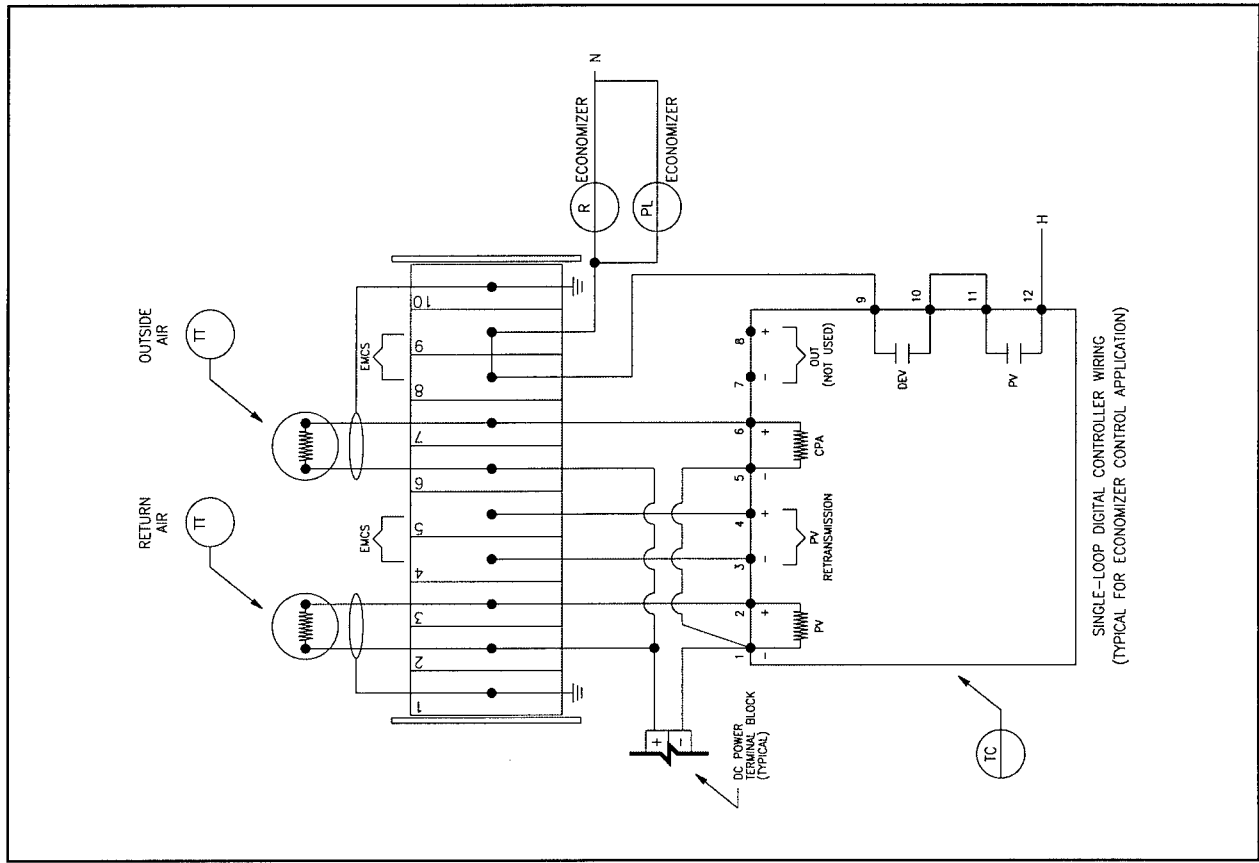 OUTSIDE
AIR
TT
RETURN
AIR
TT
N
ECONOMIZER
R
ECONOMIZER
PL
EMCS
EMCS
1
2
3
4
5
6
7
8
9
10
H
+
-
DC POWER
TERMINAL BLOCK
(TYPICAL)
1
2
3
4
5
6
7
8
9
10
11
12
-
+
-
+
-
+
-
+
PV
PV
RETRANSMISSION
CPA
OUT
(NOT USED)
DEV
PV
TC
SINGLE-LOOP DIGITAL CONTROLLER WIRING
(TYPICAL FOR ECONOMIZER CONTROL APPLICATION)